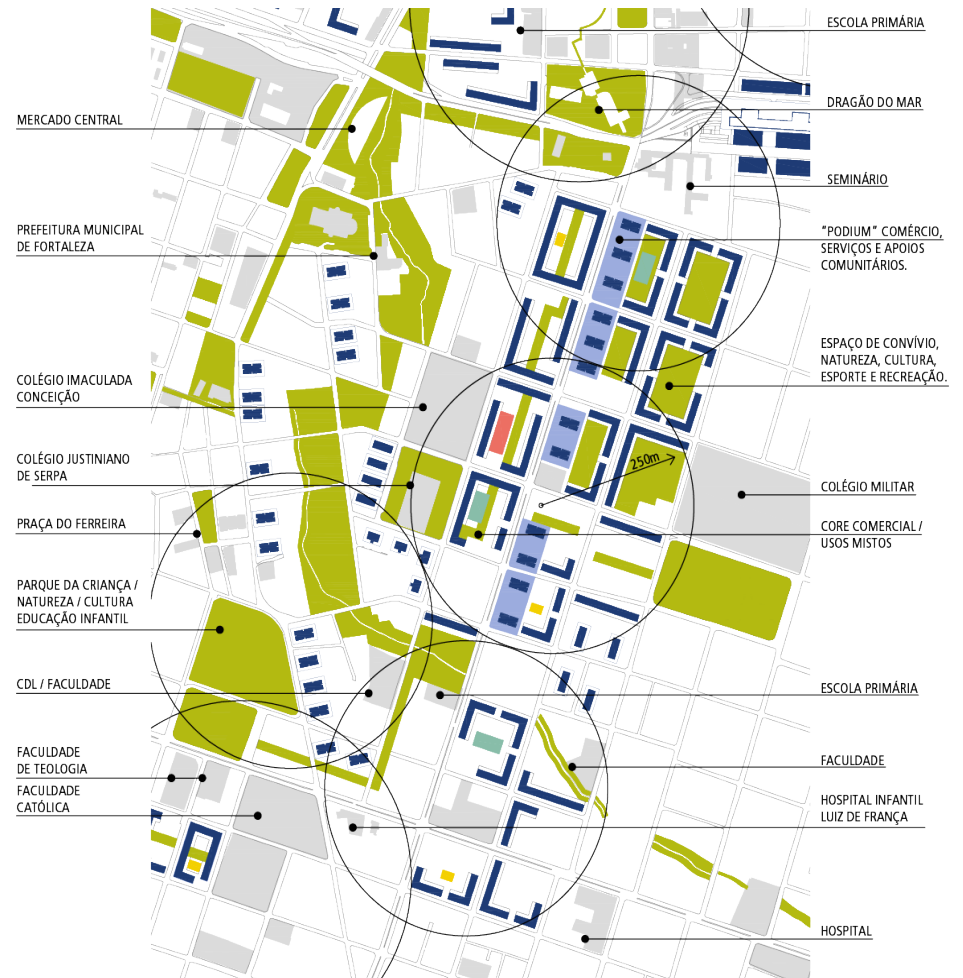 ESCOLA PRIMÁRIA
DRAGÃO DO MAR
MERCADO CENTRAL
SEMINÁRIO
PREFEITURA MUNICIPAL
DE FORTALEZA
"PODIUM" COMÉRCIO,
SERVIÇOS E APOIOS
COMUNITÁRIOS.
ESPAÇO DE CONVÍVIO,
NATUREZA, CULTURA,
ESPORTE E RECREAÇÃO.
COLÉGIO IMACULADA
CONCEIÇÃO
COLÉGIO JUSTINIANO
DE SERPA
250m
COLÉGIO MILITAR
PRAÇA DO FERREIRA
CORE COMERCIAL /
USOS MISTOS
PARQUE DA CRIANÇA /
NATUREZA / CULTURA
EDUCAÇÃO INFANTIL
CDL / FACULDADE
ESCOLA PRIMÁRIA
FACULDADE
DE TEOLOGIA
FACULDADE
FACULDADE
CATÓLICA
HOSPITAL INFANTIL
LUIZ DE FRANÇA
HOSPITAL